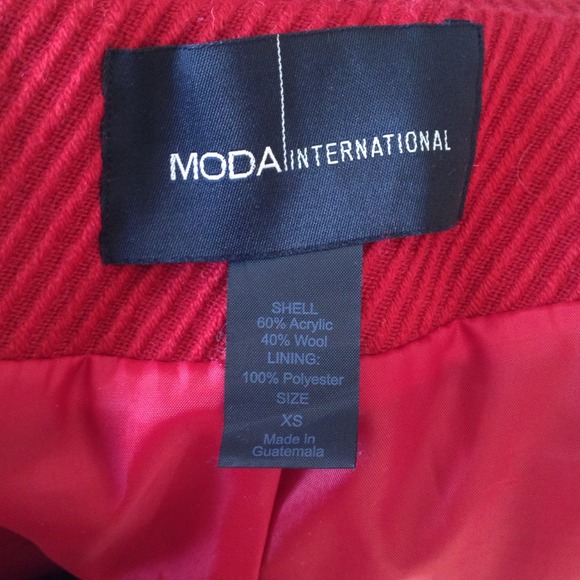 MODA INTERNATIONAL
SHELL
60% Acrylic
40% Wool
LINING:
100% Polyester
SIZE
XS
Made in
Guatemala